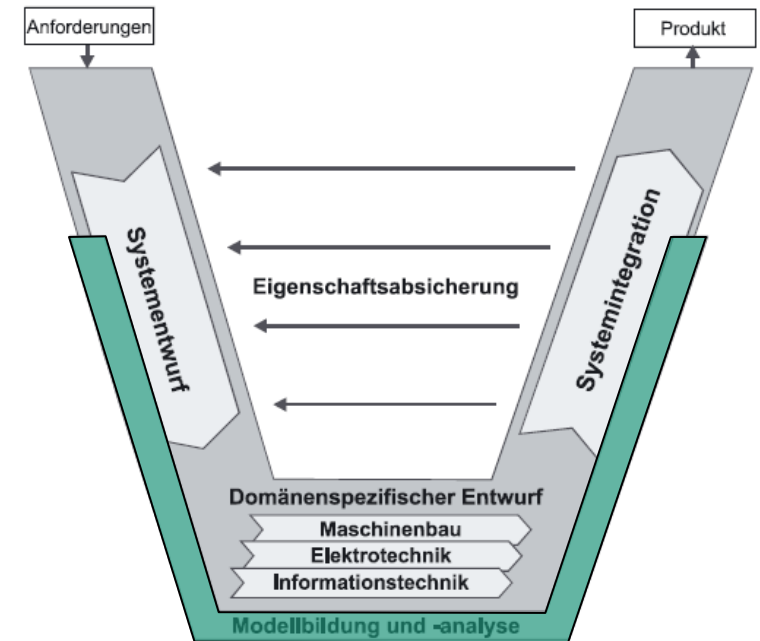 Anforderungen
Produkt
Systementwurf
Eigenschaftsabsicherung
Systemintegration
Domänenspezifischer Entwurf
Maschinenbau
Elektrotechnik
Informationstechnik
Modellbildung und -analyse